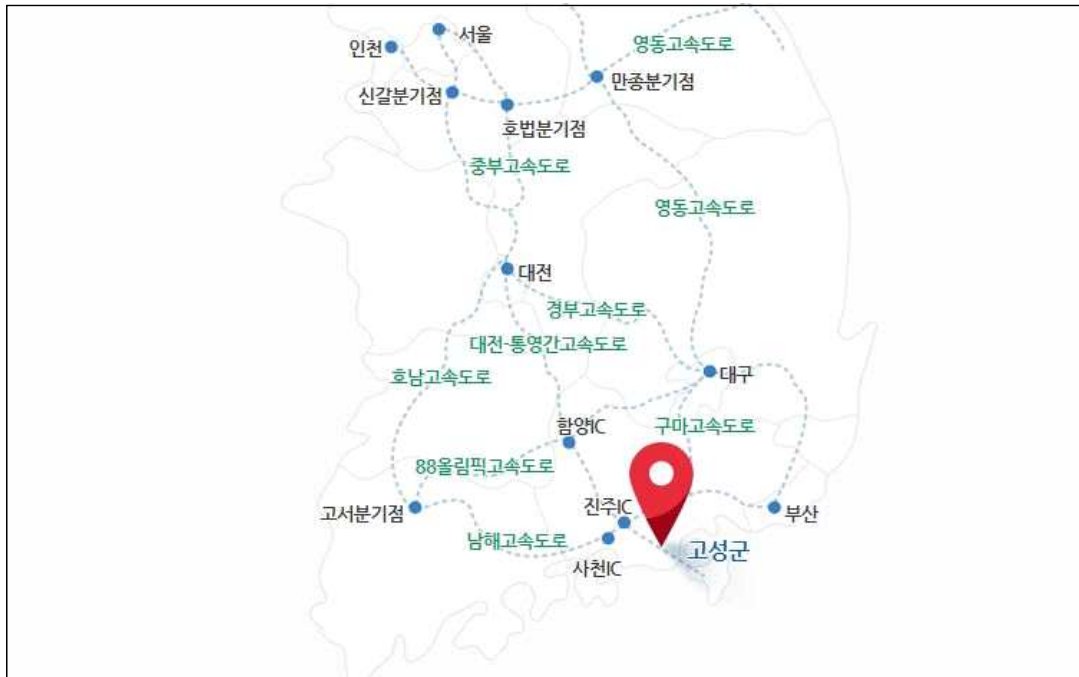 서울
영동고속도로
인천
만종분기점
신갈분기점
호법분기점
중부고속도로
영동고속도로
대전
경부고속도로
대전-통영간고속도로
호남고속도로
대구
함양IC
구마고속도로
88올림픽고속도로
진주IC
고서분기점
부산
남해고속도로
고성군
사천IC